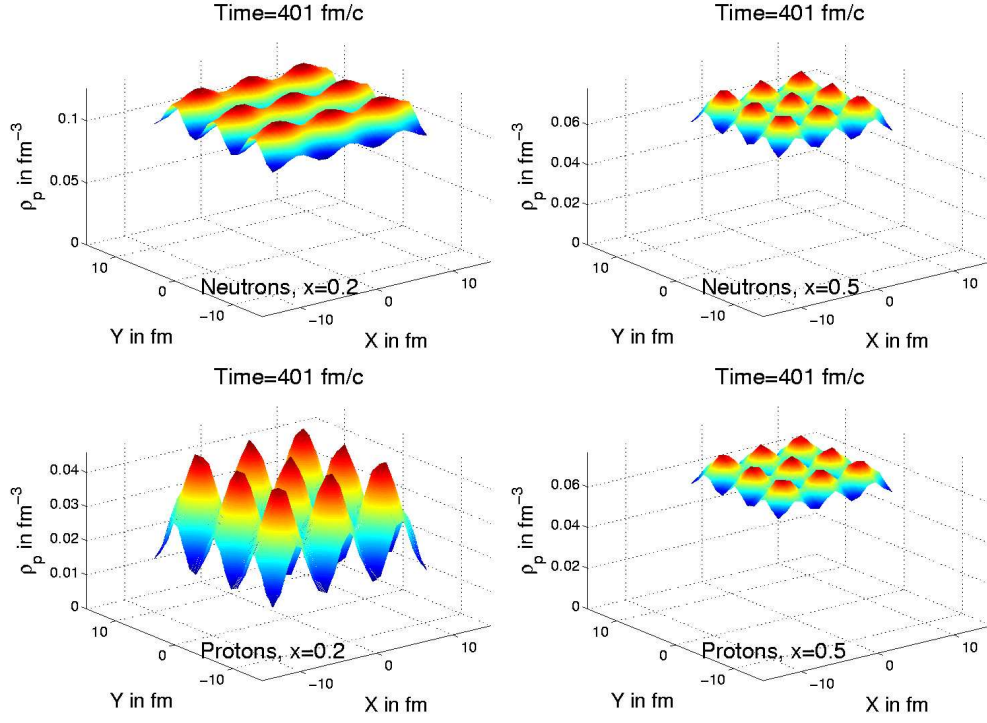 Time=401 fm/c
Time=401 fm/c
0.1
0.05
0
ρp in fm−3
10
0
−10
Y in fm
−10
0
10
X in fm
Neutrons, x=0.2
0.06
0.04
0.02
0
ρp in fm−3
10
0
−10
Y in fm
−10
0
10
X in fm
Neutrons, x=0.5
Time=401 fm/c
Time=401 fm/c
0.04
0.03
0.02
0.01
0
ρp in fm−3
10
0
−10
Y in fm
−10
0
10
X in fm
Protons, x=0.2
0.06
0.04
0.02
0
ρp in fm−3
10
0
−10
Y in fm
−10
0
10
X in fm
Protons, x=0.5